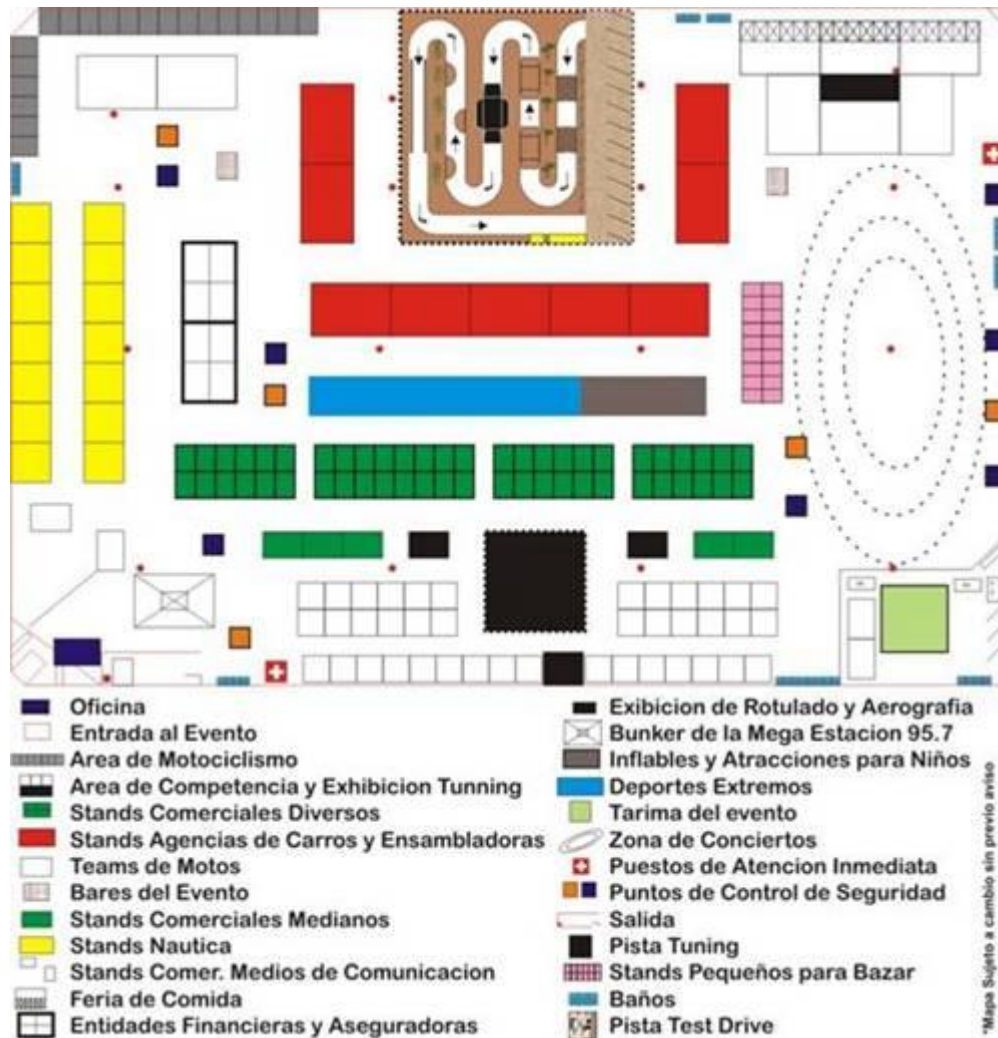 Oficina
Entrada al Evento
Area de Motociclismo
Area de Competencia y Exhibicion Tunning
Stands Comerciales Diversos
Stands Agencias de Carros y Ensambladoras
Teams de Motos
Bares del Evento
Stands Comerciales Medianos
Stands Nautica
Stands Comer. Medios de Comunicacion
Feria de Comida
Entidades Financieras y Aseguradoras
Exibicion de Rotulado y Aerografia
Bunker de la Mega Estacion 95.7
Inflables y Atracciones para Niños
Deportes Extremos
Tarima del evento
Zona de Conciertos
Puestos de Atencion Inmediata
Puntos de Control de Seguridad
Salida
Pista Tuning
Stands Pequeños para Bazar
Baños
Pista Test Drive
*Mapa Sujeto a cambio sin previo aviso